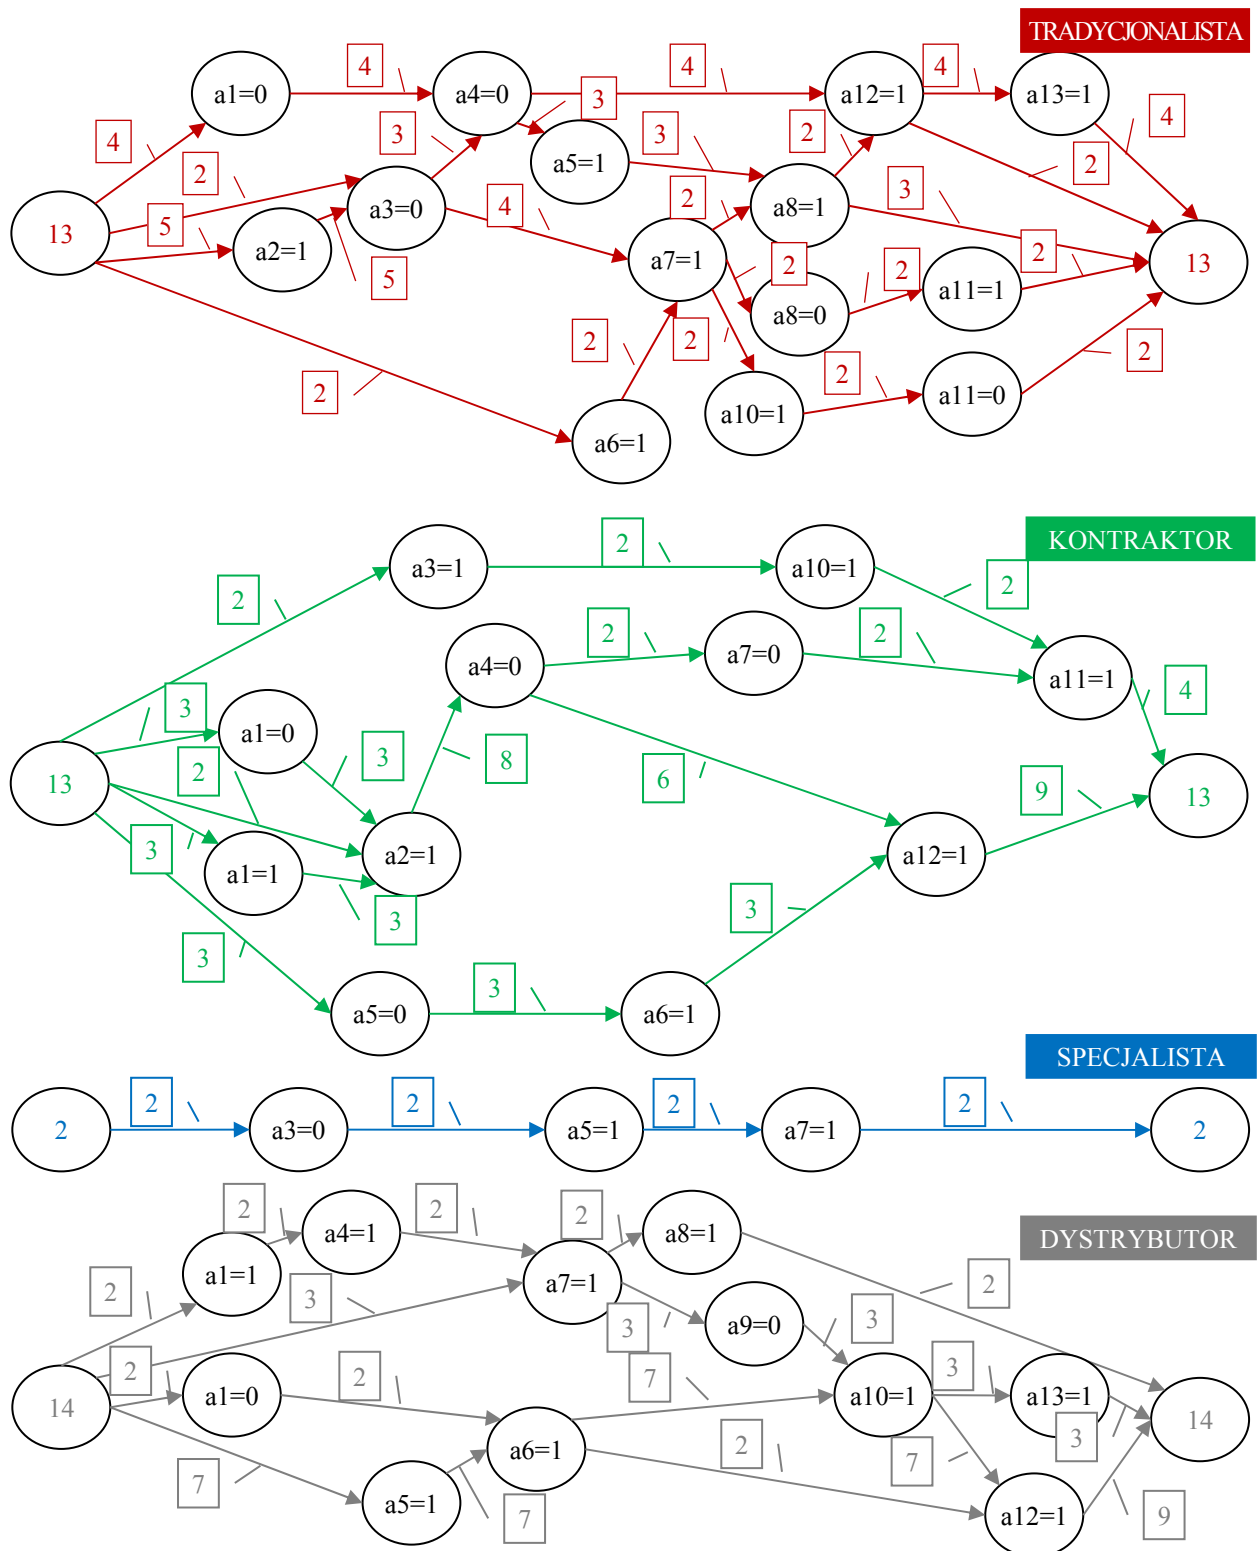 TRADYCJONALISTA
4
4
4
a1=0
a4=0
a12=1
a13=1
3
4
4
3
3
2
2
a5=1
2
2
a3=0
a8=1
13
5
4
2
3
a2=1
a7=1
2
2
13
5
2
a11=1
a8=0
2
2
2
2
2
a11=0
a10=1
a6=1
KONTRAKTOR
2
a3=1
a10=1
2
2
2
2
a7=0
a4=0
a11=1
3
4
a1=0
3
8
2
6
13
9
13
3
a2=1
a12=1
a1=1
3
3
3
3
a5=0
a6=1
SPECJALISTA
2
2
2
2
2
a3=0
a5=1
a7=1
2
2
2
2
a4=1
a8=1
DYSTRYBUTOR
a1=1
a7=1
2
3
2
3
3
a9=0
2
2
7
3
14
a1=0
a10=1
a13=1
14
3
2
a6=1
7
7
a5=1
7
a12=1
9